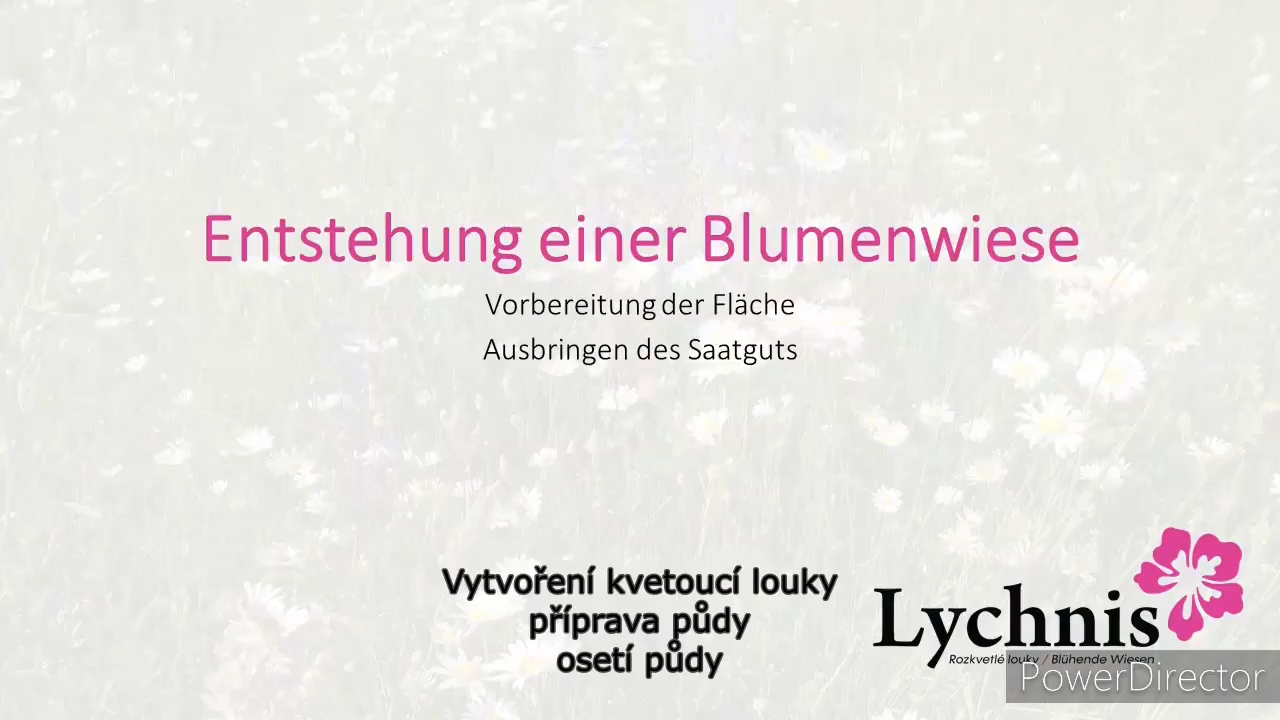 Entstehung einer Blumenwiese
Vorbereitung der Fläche
Ausbringen des Saatguts
Vytvoření kvetoucí louky
příprava půdy
osetí půdy
Lychnis
Rozkvetlé louky / Blühende Wiesen
PowerDirector